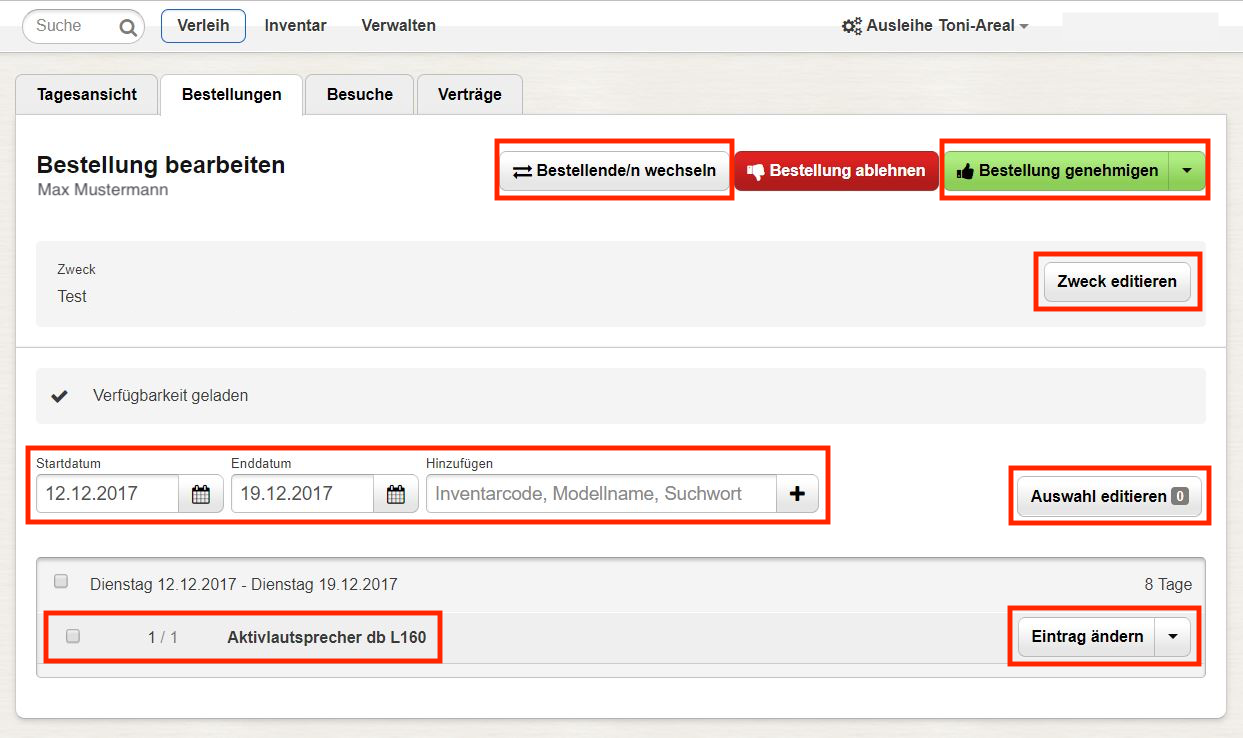 Suche Verleih Inventar Verwalten Ausleihe Toni-Areal
Tagesansicht Bestellungen Besuche Verträge
Bestellung bearbeiten Bestellende/n wechseln Bestellung ablehnen Bestellung genehmigen
Max Mustermann
Zweck
Test
Zweck editieren
Verfügbarkeit geladen
Startdatum Enddatum Hinzufügen
12.12.2017 19.12.2017 Inventarcode, Modellname, Suchwort Auswahl editieren 0
Dienstag 12.12.2017 - Dienstag 19.12.2017 8 Tage
1 / 1 Aktivlautsprecher db L160 Eintrag ändern